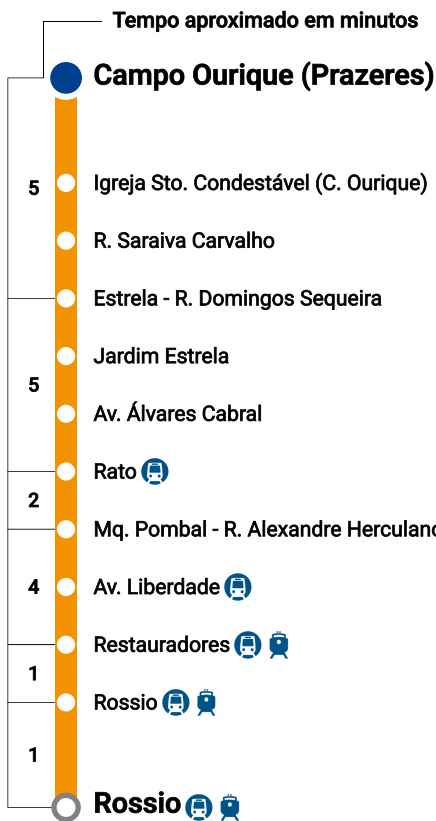 Tempo aproximado em minutos
Campo Ourique (Prazeres)
5
Igreja Sto. Condestável (C. Ourique)
R. Saraiva Carvalho
Estrela - R. Domingos Sequeira
Jardim Estrela
5
Av. Álvares Cabral
Rato
2
Mq. Pombal - R. Alexandre Herculano
4
Av. Liberdade
Restauradores
1
Rossio
1
Rossio